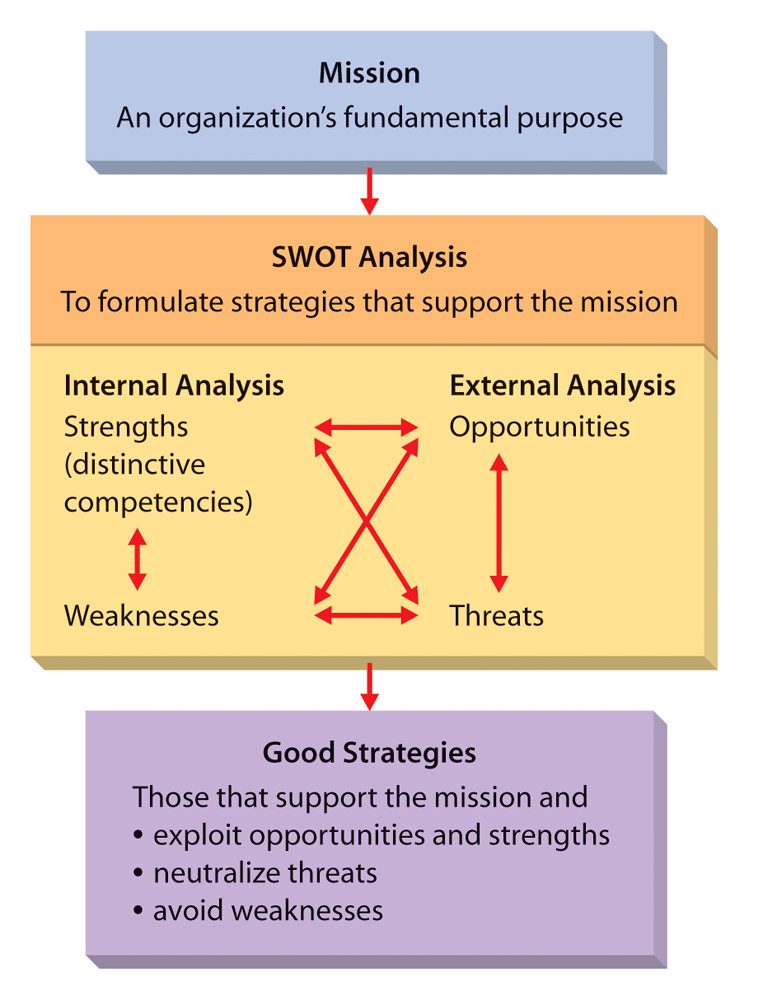 Mission
An organization’s fundamental purpose
SWOT Analysis
To formulate strategies that support the mission
Internal Analysis
Strengths
(distinctive
competencies)
Weaknesses
External Analysis
Opportunities
Threats
Good Strategies
Those that support the mission and
• exploit opportunities and strengths
• neutralize threats
• avoid weaknesses